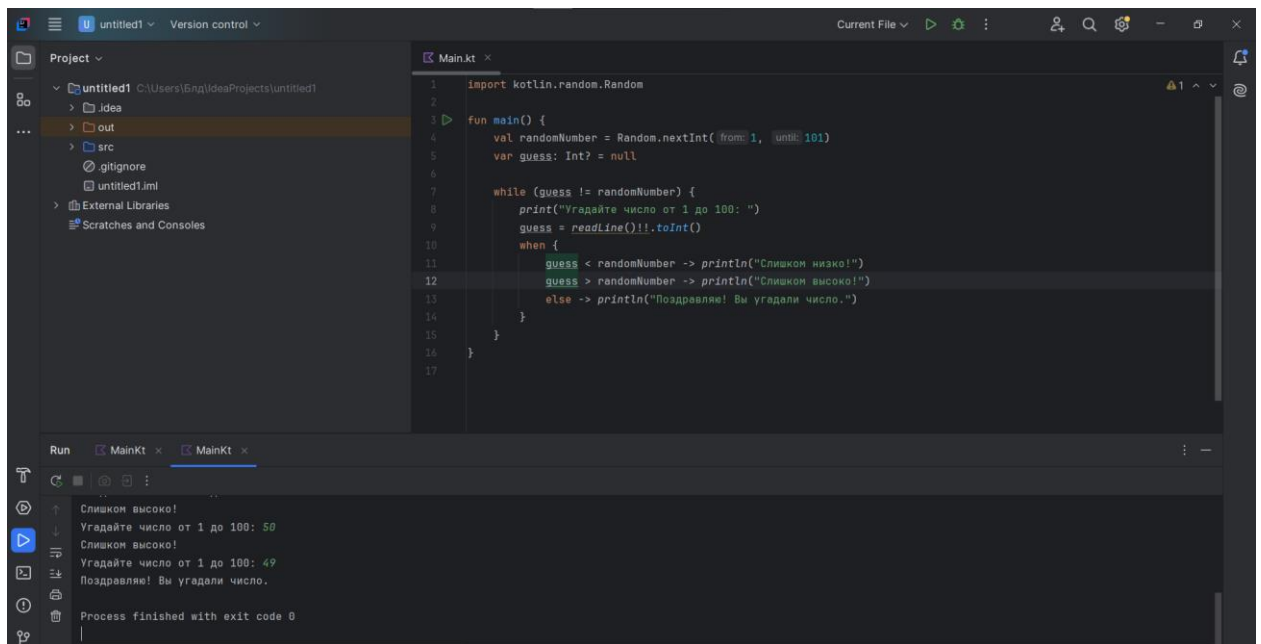 untitled1 Version control Current File
Project
untitled1 C:\Users\Блд\IdeaProjects\untitled1
.idea
out
src
.gitignore
untitled1.iml
External Libraries
Scratches and Consoles
Main.kt
1 import kotlin.random.Random
2
3 fun main() {
4 val randomNumber = Random.nextInt( from: 1, until: 101)
5 var guess: Int? = null
6
7 while (guess != randomNumber) {
8 print("Угадайте число от 1 до 100: ")
9 guess = readLine()!!.toInt()
10 when {
11 guess < randomNumber -> println("Слишком низко!")
12 guess > randomNumber -> println("Слишком высоко!")
13 else -> println("Поздравляю! Вы угадали число.")
14 }
15 }
16 }
17
1
Run MainKt MainKt
Слишком высоко!
Угадайте число от 1 до 100: 50
Слишком высоко!
Угадайте число от 1 до 100: 49
Поздравляю! Вы угадали число.
Process finished with exit code 0